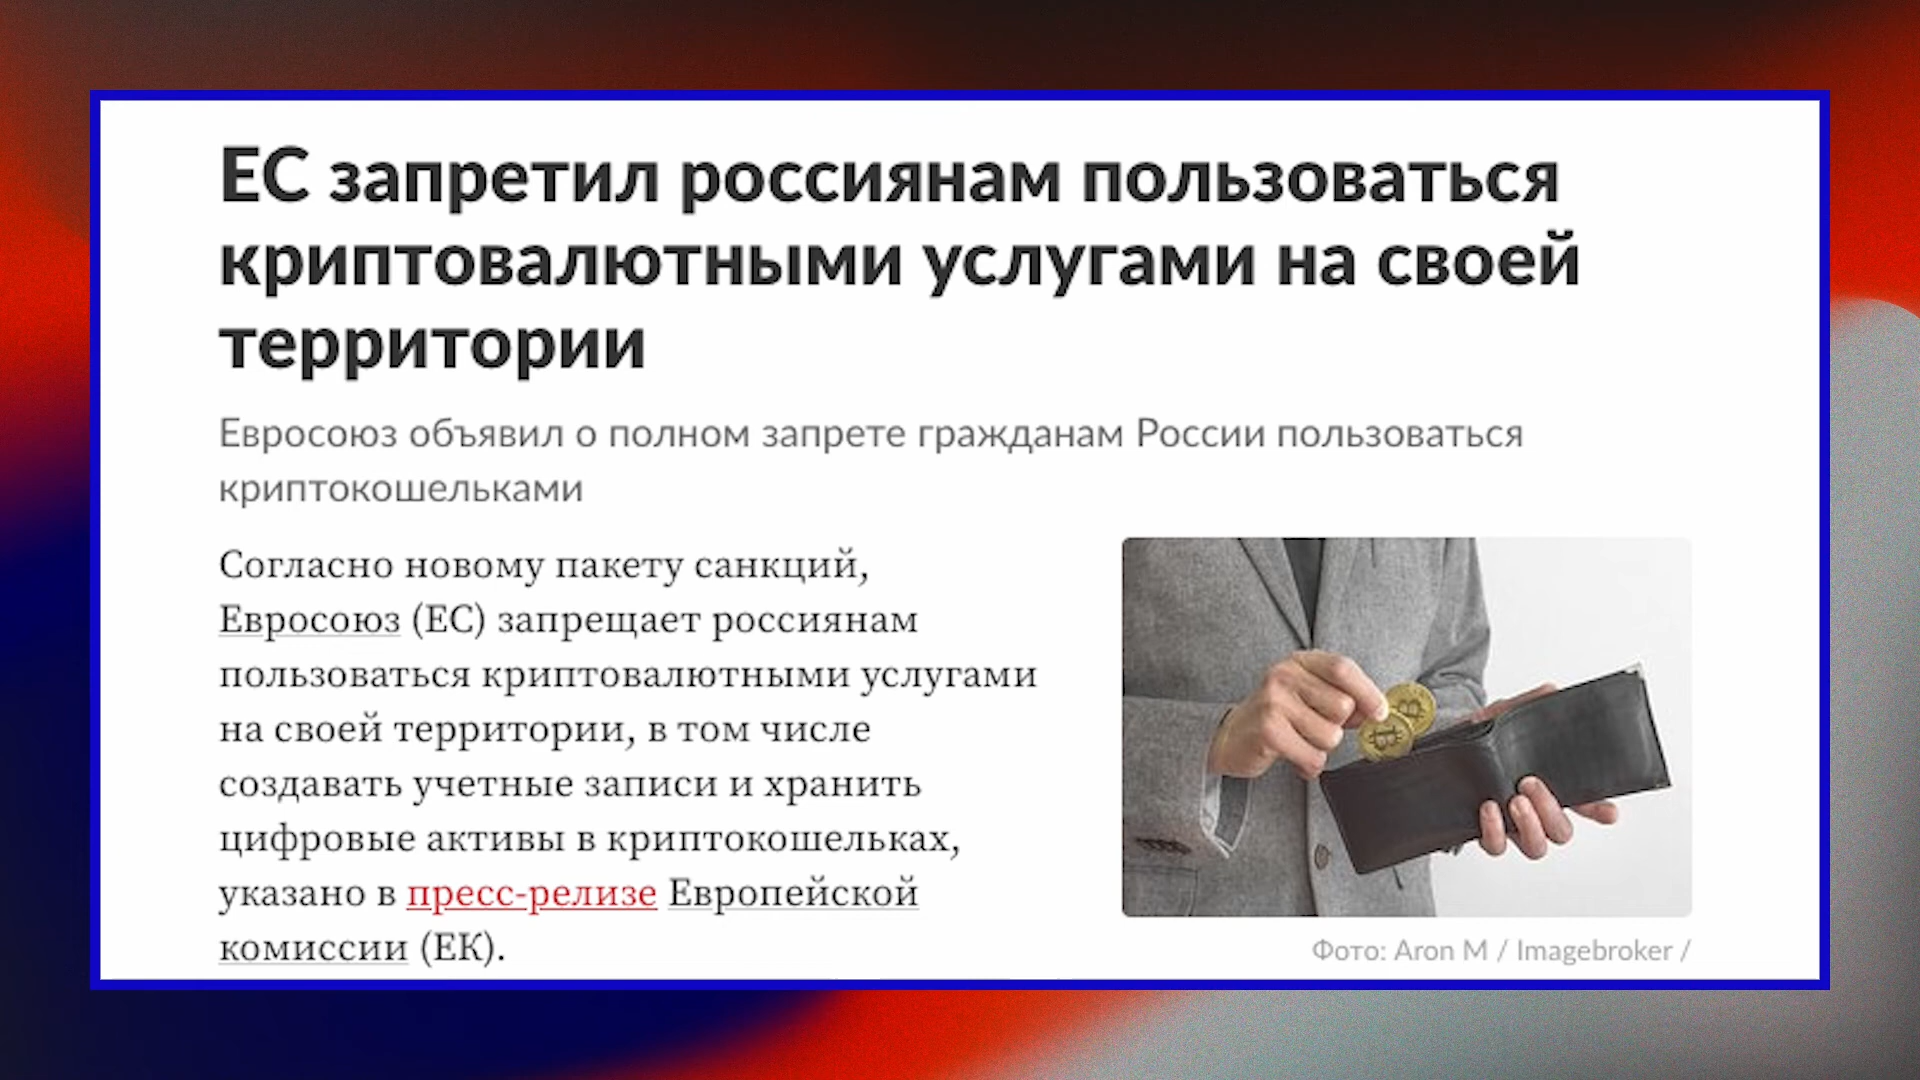 ЕС запретил россиянам пользоваться
криптовалютными услугами на своей
территории
Евросоюз объявил о полном запрете гражданам России пользоваться
криптокошельками
Согласно новому пакету санкций,
Евросоюз (ЕС) запрещает россиянам
пользоваться криптовалютными услугами
на своей территории, в том числе
создавать учетные записи и хранить
цифровые активы в криптокошельках,
указано в пресс-релизе Европейской
комиссии (ЕК).
Фото: Aron M / Imagebroker /